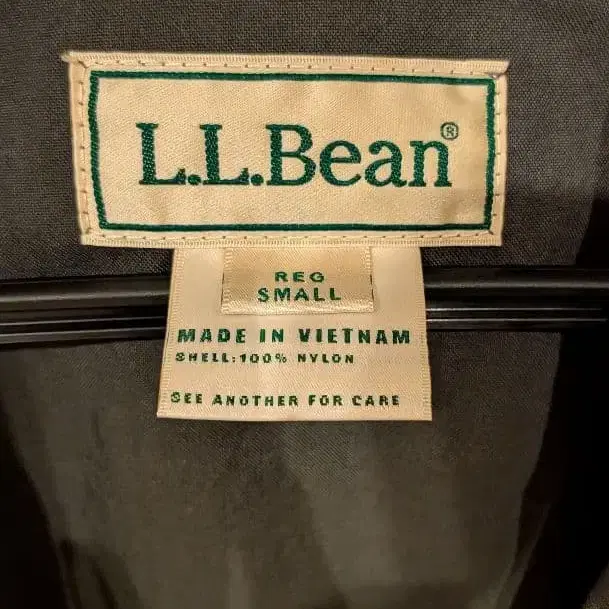 L.L.Bean®
REG
SMALL
MADE IN VIETNAM
SHELL:100% NYLON
SEE ANOTHER FOR CARE